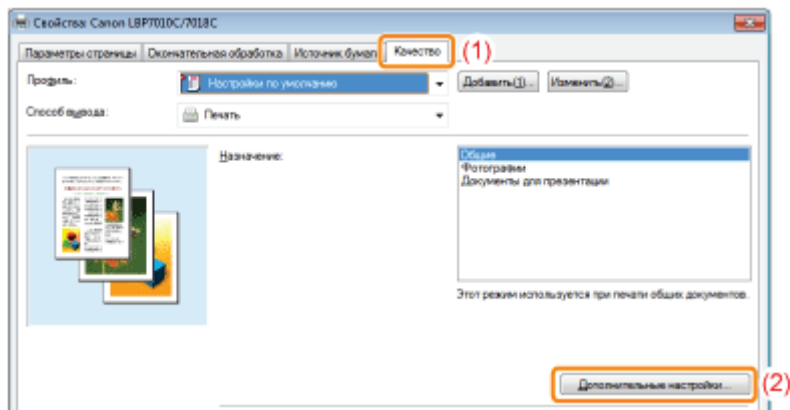 Свойства: Canon LBP7010C/7018C
Параметры страницы Окончательная обработка Источник бумаги Качество (1)
Профиль: Настройки по умолчанию Добавить(1)... Изменить(2)...
Способ вывода: Печать
Назначение:
Общие
Фотографии
Документы для презентации
Этот режим используется при печати общих документов.
Дополнительные настройки... (2)